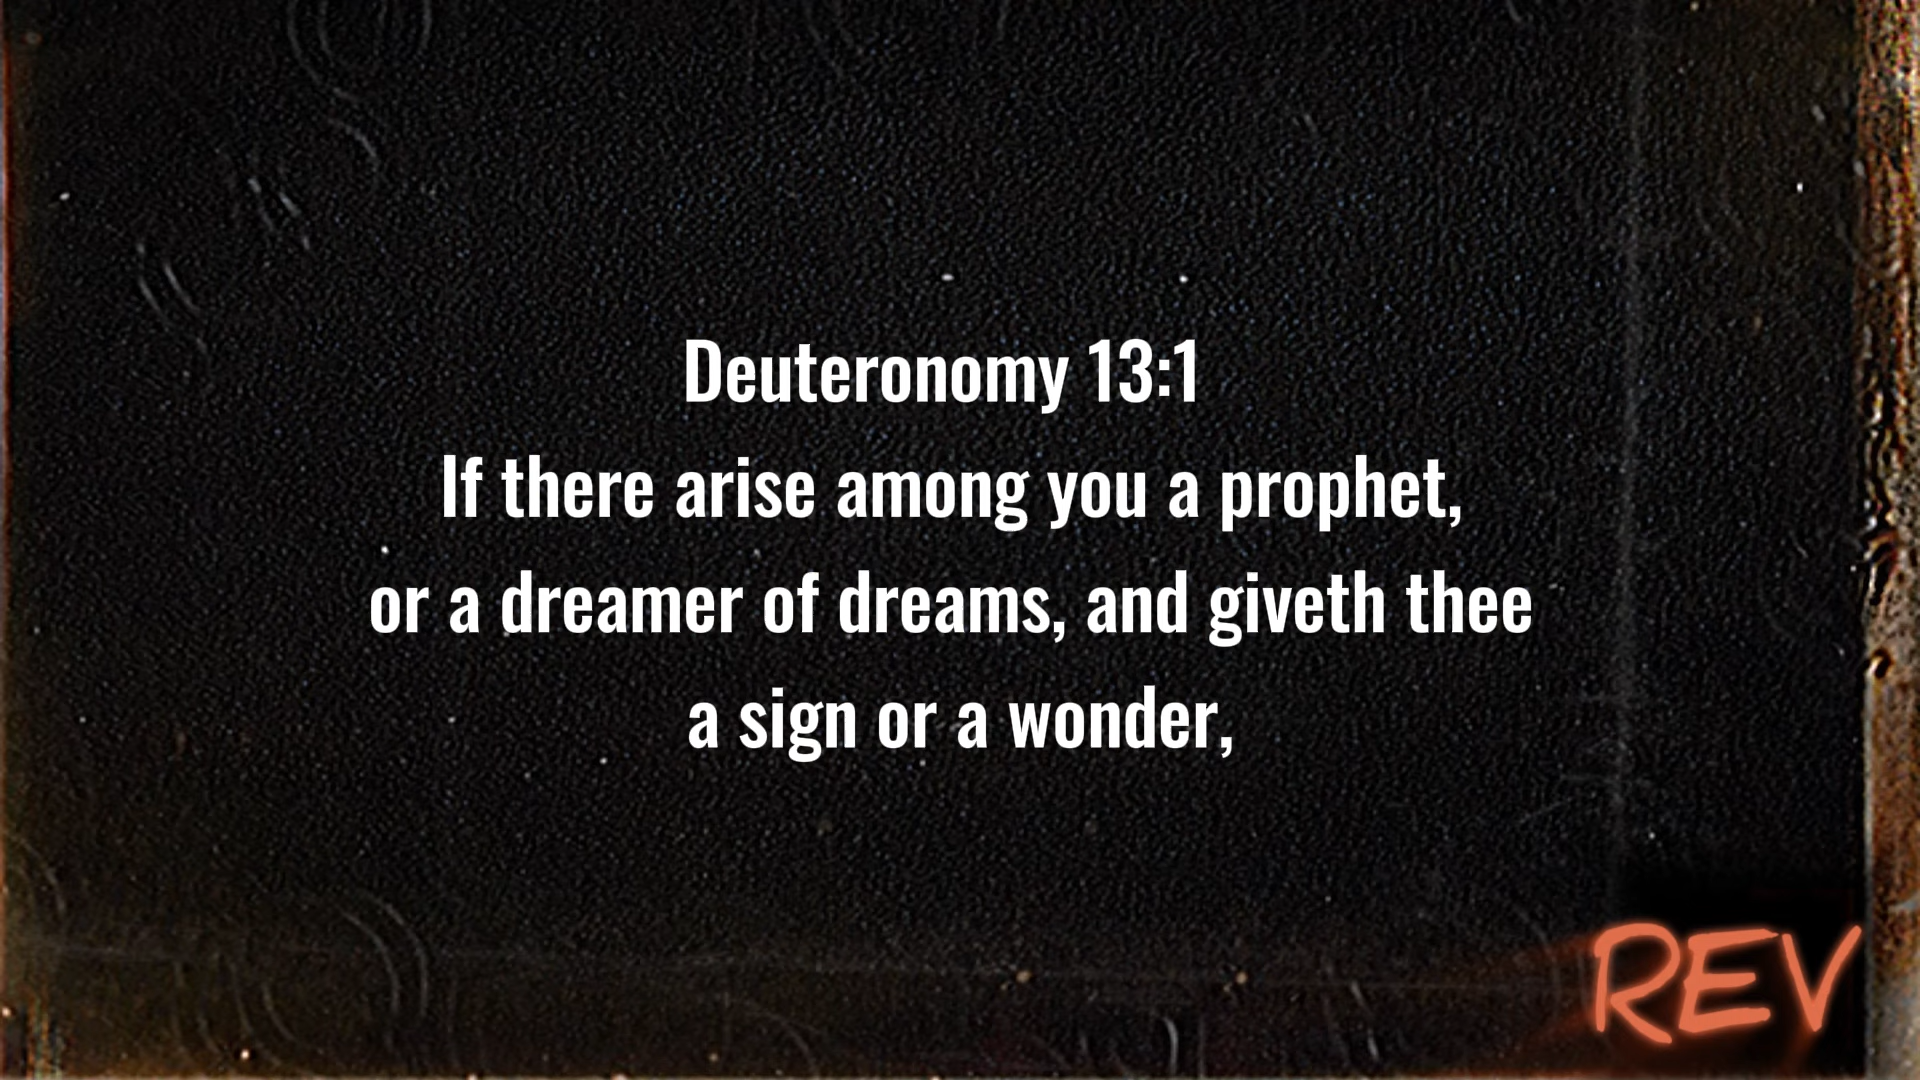 Deuteronomy 13:1
If there arise among you a prophet,
or a dreamer of dreams, and giveth thee
a sign or a wonder,
REV